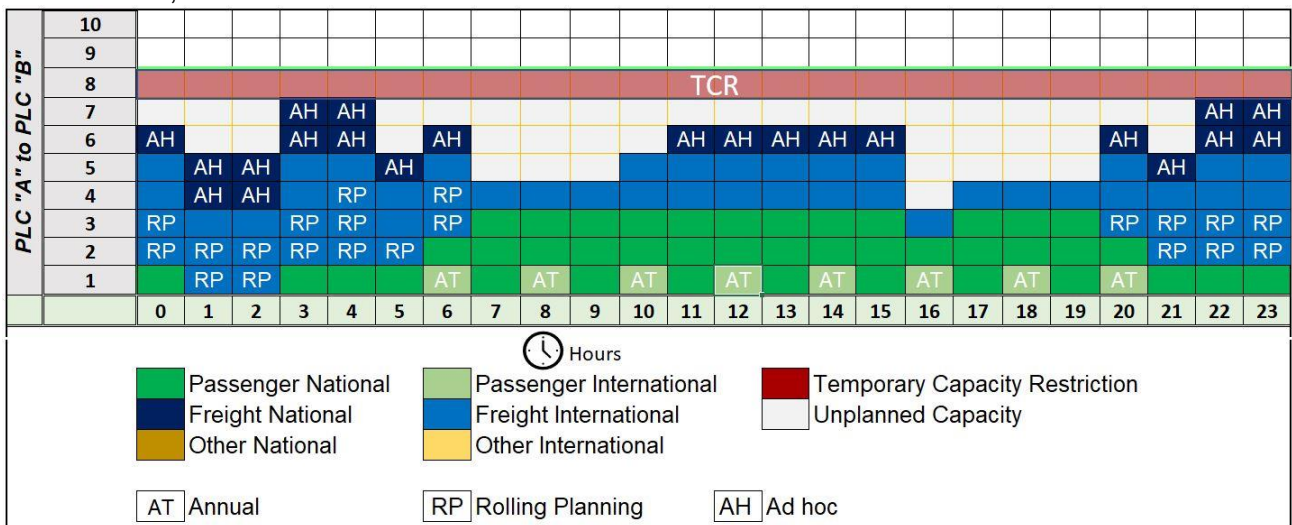 10
9
8 TCR
7 AH AH AH AH
6 AH AH AH AH AH AH AH AH AH AH AH AH
5 AH AH AH AH
4 AH AH RP RP
3 RP RP RP RP RP RP RP RP
2 RP RP RP RP RP RP RP RP RP
1 RP RP AT AT AT AT AT AT AT AT
PLC "A" to PLC "B"
0 1 2 3 4 5 6 7 8 9 10 11 12 13 14 15 16 17 18 19 20 21 22 23
Hours
Passenger National Passenger International Temporary Capacity Restriction
Freight National Freight International Unplanned Capacity
Other National Other International
AT Annual RP Rolling Planning AH Ad hoc